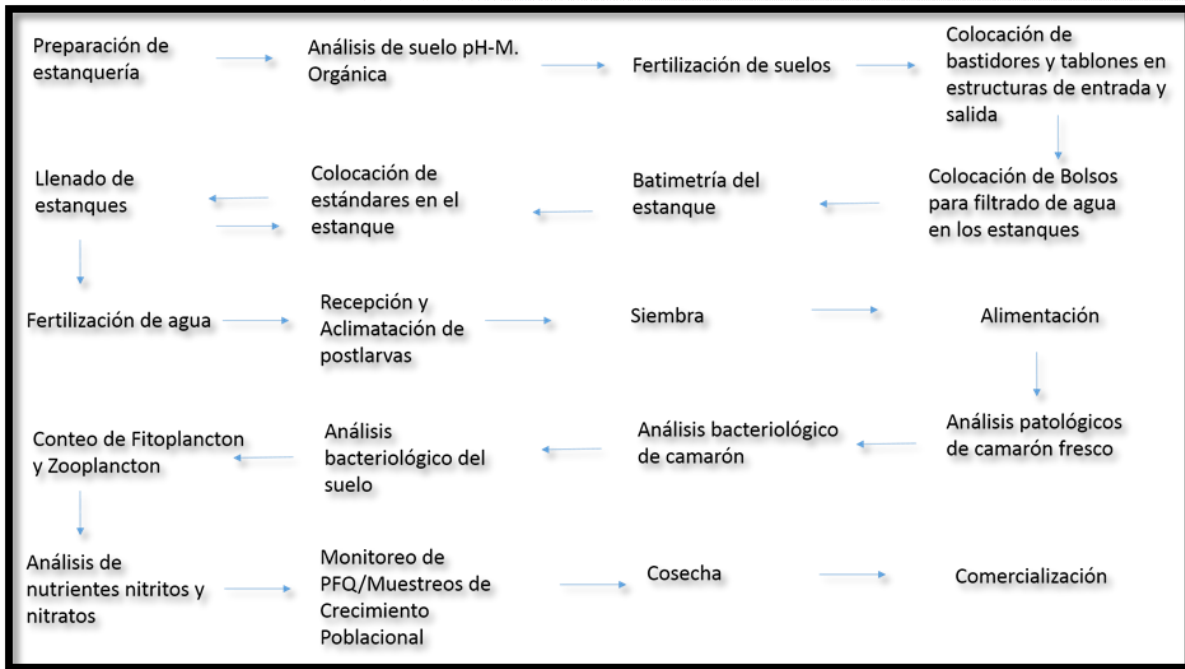 Preparación de
estanquería
Análisis de suelo pH-M.
Orgánica
Fertilización de suelos
Colocación de
bastidores y tablones en
estructuras de entrada y
salida
Llenado de
estanques
Colocación de
estándares en el
estanque
Batimetría del
estanque
Colocación de Bolsos
para filtrado de agua
en los estanques
Fertilización de agua
Recepción y
Aclimatación de
postlarvas
Siembra
Alimentación
Conteo de Fitoplancton
y Zooplancton
Análisis
bacteriológico del
suelo
Análisis bacteriológico
de camarón
Análisis patológicos
de camarón fresco
Análisis de
nutrientes nitritos y
nitratos
Monitoreo de
PFQ/Muestreos de
Crecimiento
Poblacional
Cosecha
Comercialización